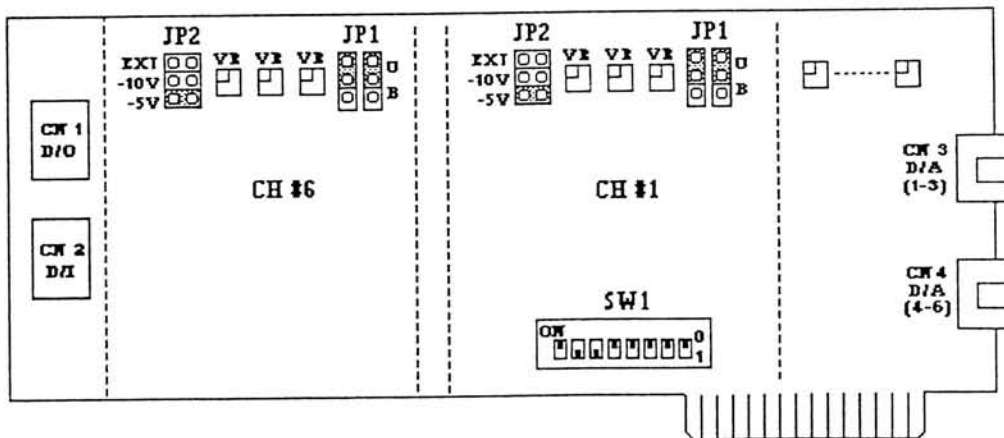 JP2
JP1
EXT
-10V
-5V
VR VR VR
U
B
CH #6
JP2
JP1
EXT
-10V
-5V
VR VR VR
U
B
CH #1
CN 1
D/O
CN 2
D/I
CN 3
D/A
(1-3)
CN 4
D/A
(4-6)
SW1
ON
0
1